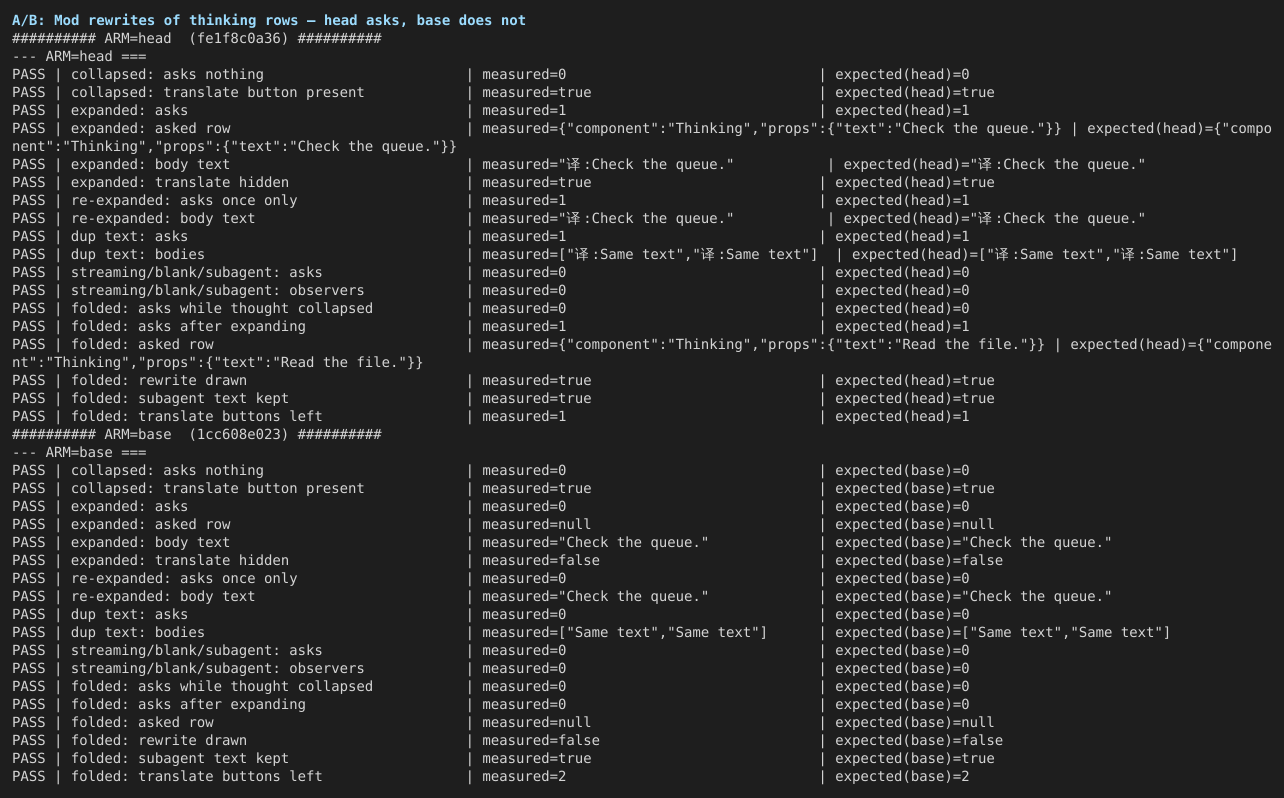 A/B: Mod rewrites of thinking rows — head asks, base does not
########## ARM=head  (fe1f8c0a36) ##########
--- ARM=head ===
PASS | collapsed: asks nothing                         | measured=0                               | expected(head)=0
PASS | collapsed: translate button present             | measured=true                            | expected(head)=true
PASS | expanded: asks                                  | measured=1                               | expected(head)=1
PASS | expanded: asked row                             | measured={"component":"Thinking","props":{"text":"Check the queue."}} | expected(head)={"compo
nent":"Thinking","props":{"text":"Check the queue."}}
PASS | expanded: body text                             | measured="译:Check the queue."           | expected(head)="译:Check the queue."
PASS | expanded: translate hidden                      | measured=true                            | expected(head)=true
PASS | re-expanded: asks once only                     | measured=1                               | expected(head)=1
PASS | re-expanded: body text                          | measured="译:Check the queue."           | expected(head)="译:Check the queue."
PASS | dup text: asks                                  | measured=1                               | expected(head)=1
PASS | dup text: bodies                                | measured=["译:Same text","译:Same text"]  | expected(head)=["译:Same text","译:Same text"]
PASS | streaming/blank/subagent: asks                  | measured=0                               | expected(head)=0
PASS | streaming/blank/subagent: observers             | measured=0                               | expected(head)=0
PASS | folded: asks while thought collapsed            | measured=0                               | expected(head)=0
PASS | folded: asks after expanding                    | measured=1                               | expected(head)=1
PASS | folded: asked row                               | measured={"component":"Thinking","props":{"text":"Read the file."}} | expected(head)={"compone
nt":"Thinking","props":{"text":"Read the file."}}
PASS | folded: rewrite drawn                           | measured=true                            | expected(head)=true
PASS | folded: subagent text kept                      | measured=true                            | expected(head)=true
PASS | folded: translate buttons left                  | measured=1                               | expected(head)=1
########## ARM=base  (1cc608e023) ##########
--- ARM=base ===
PASS | collapsed: asks nothing                         | measured=0                               | expected(base)=0
PASS | collapsed: translate button present             | measured=true                            | expected(base)=true
PASS | expanded: asks                                  | measured=0                               | expected(base)=0
PASS | expanded: asked row                             | measured=null                            | expected(base)=null
PASS | expanded: body text                             | measured="Check the queue."              | expected(base)="Check the queue."
PASS | expanded: translate hidden                      | measured=false                           | expected(base)=false
PASS | re-expanded: asks once only                     | measured=0                               | expected(base)=0
PASS | re-expanded: body text                          | measured="Check the queue."              | expected(base)="Check the queue."
PASS | dup text: asks                                  | measured=0                               | expected(base)=0
PASS | dup text: bodies                                | measured=["Same text","Same text"]       | expected(base)=["Same text","Same text"]
PASS | streaming/blank/subagent: asks                  | measured=0                               | expected(base)=0
PASS | streaming/blank/subagent: observers             | measured=0                               | expected(base)=0
PASS | folded: asks while thought collapsed            | measured=0                               | expected(base)=0
PASS | folded: asks after expanding                    | measured=0                               | expected(base)=0
PASS | folded: asked row                               | measured=null                            | expected(base)=null
PASS | folded: rewrite drawn                           | measured=false                           | expected(base)=false
PASS | folded: subagent text kept                      | measured=true                            | expected(base)=true
PASS | folded: translate buttons left                  | measured=2                               | expected(base)=2